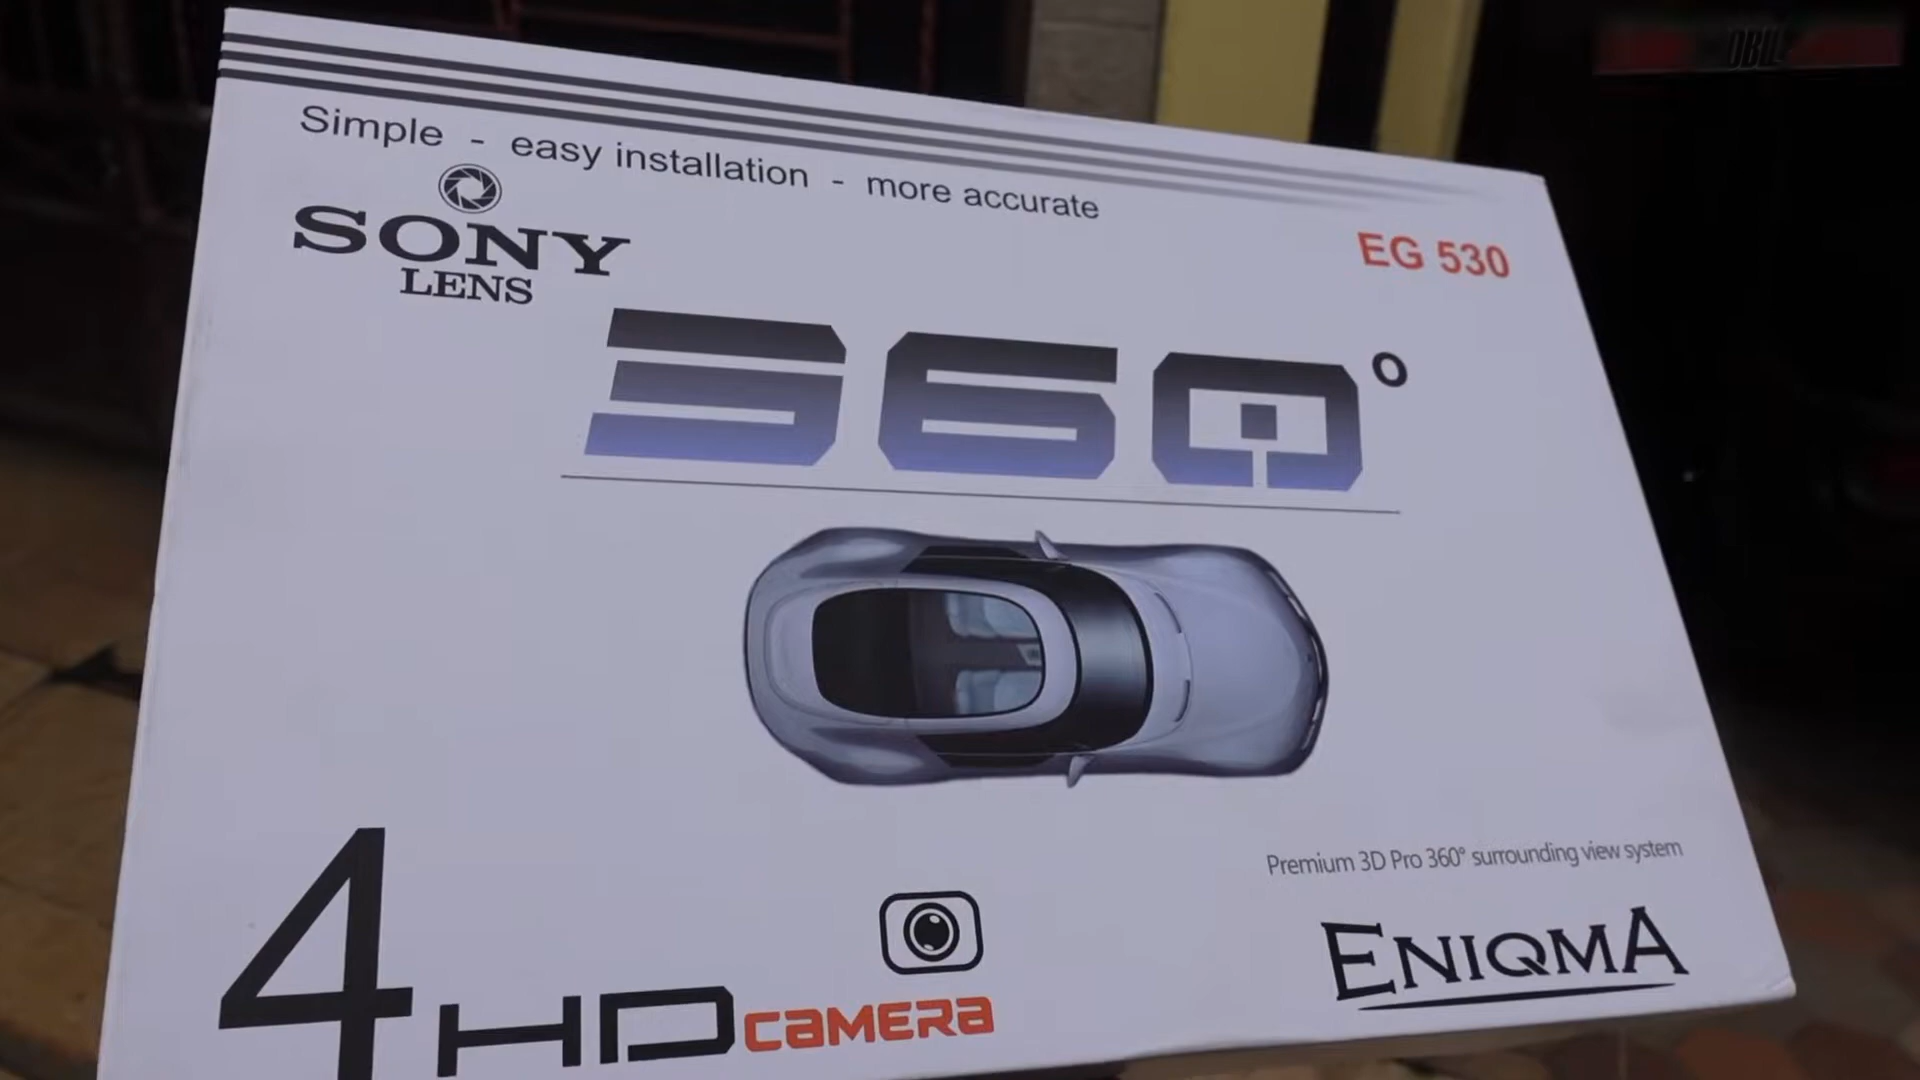 Simple - easy installation - more accurate
SONY
LENS
EG 530
360°
Premium 3D Pro 360° surrounding view system
ENIQMA
4 HD CAMERA